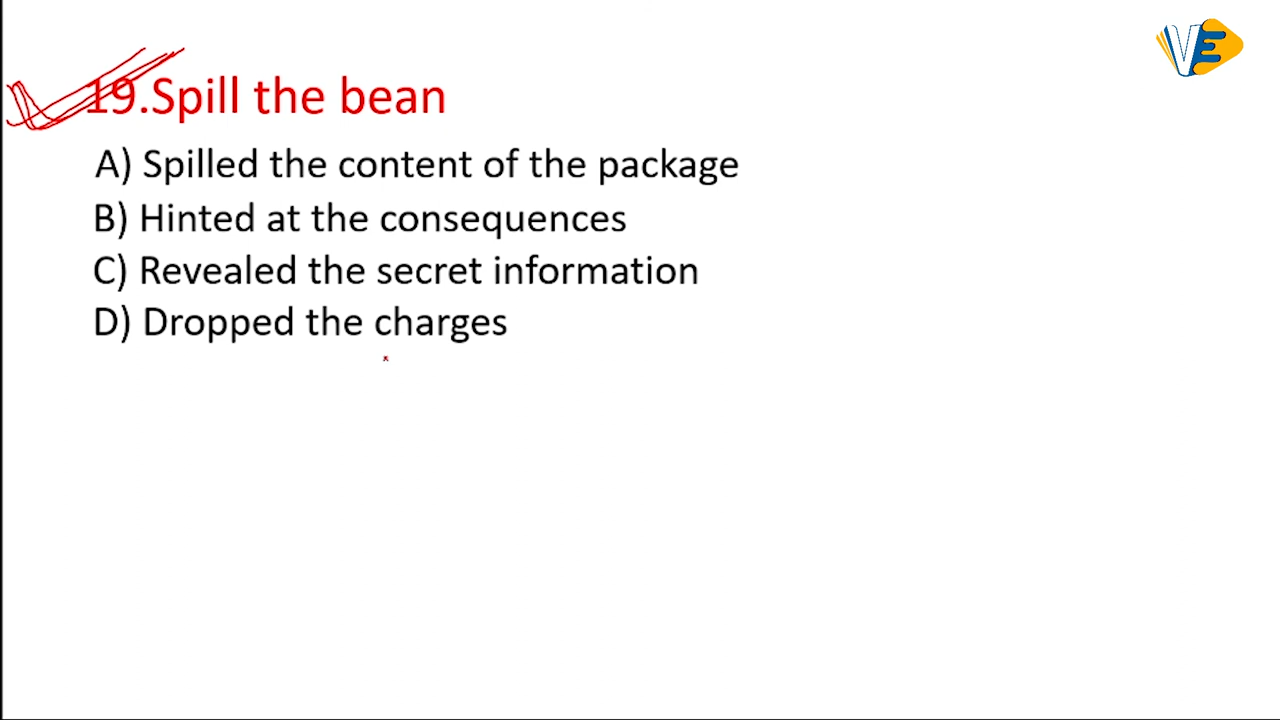 VE
19.Spill the bean
A) Spilled the content of the package
B) Hinted at the consequences
C) Revealed the secret information
D) Dropped the charges